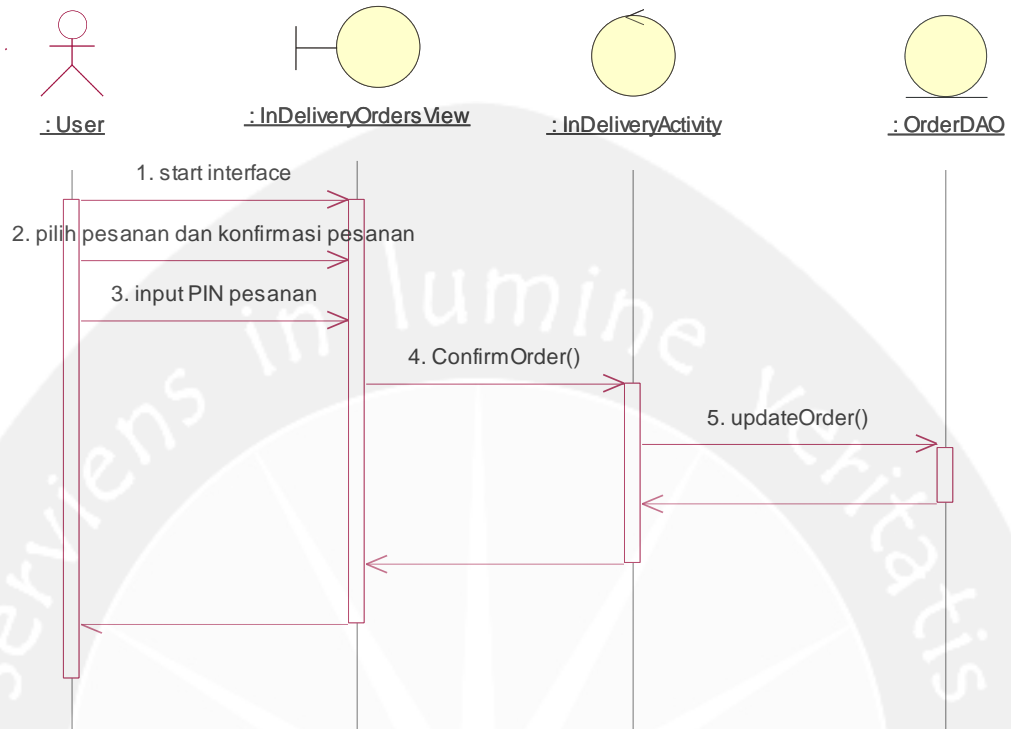 : User
: InDeliveryOrdersView
: InDeliveryActivity
: OrderDAO
1. start interface
2. pilih pesanan dan konfirmasi pesanan
3. input PIN pesanan
4. ConfirmOrder()
5. updateOrder()
serviens in lumine veritatis